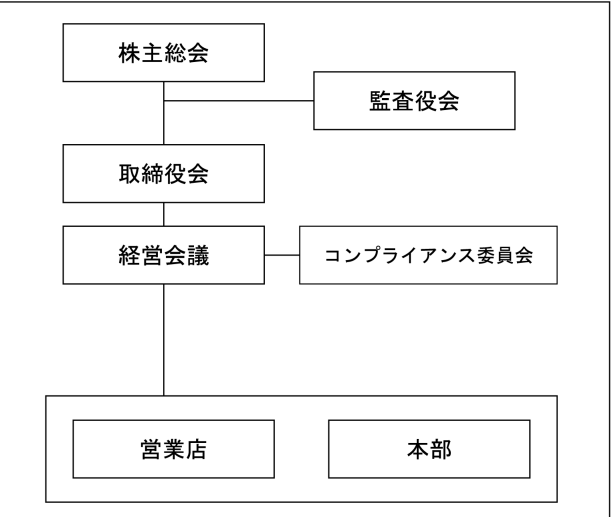 株主総会
監査役会
取締役会
経営会議
コンプライアンス委員会
営業店
本部